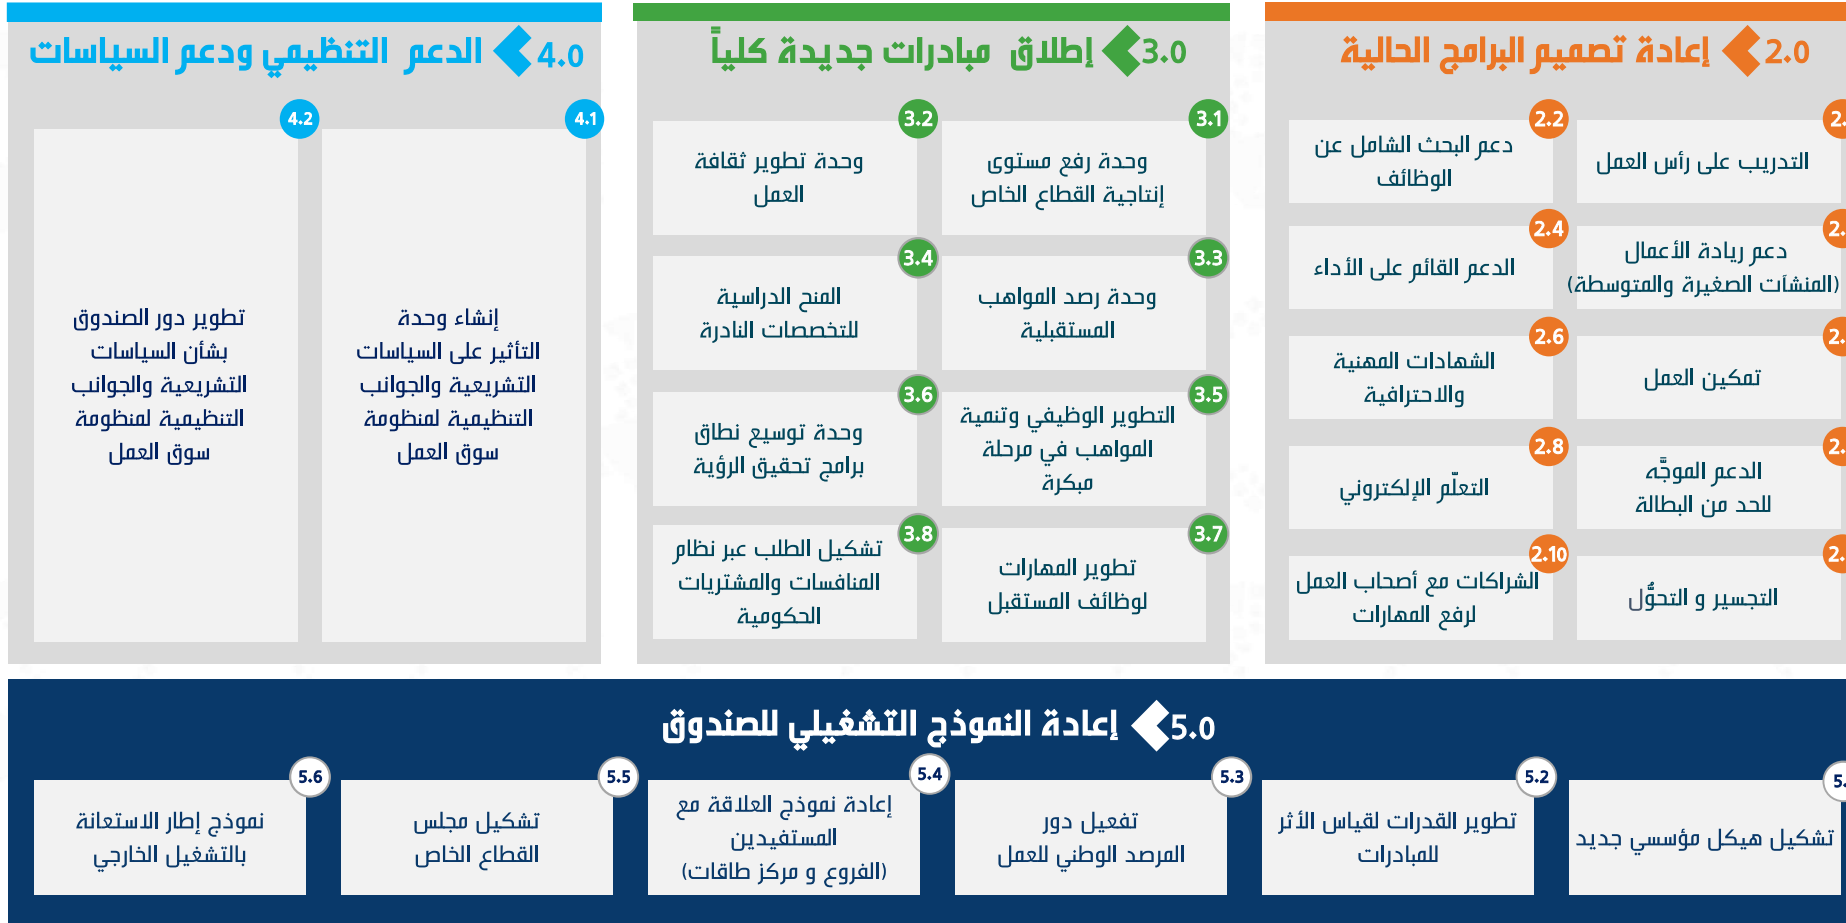 2.0 إعادة تصميم البرامج الحالية
2.
التدريب على رأس العمل
2.2
دعم البحث الشامل عن
الوظائف
2.
دعم ريادة الأعمال
(المنشآت الصغيرة والمتوسطة)
2.4
الدعم القائم على الأداء
2.
تمكين العمل
2.6
الشهادات المهنية
والاحترافية
2.
الدعم الموجَّه
للحد من البطالة
2.8
التعلّم الإلكتروني
2.
التجسير و التحوُّل
2.10
الشراكات مع أصحاب العمل
لرفع المهارات
3.0 إطلاق مبادرات جديدة كلياً
3.1
وحدة رفع مستوى
إنتاجية القطاع الخاص
3.2
وحدة تطوير ثقافة
العمل
3.3
وحدة رصد المواهب
المستقبلية
3.4
المنح الدراسية
للتخصصات النادرة
3.5
التطوير الوظيفي وتنمية
المواهب في مرحلة
مبكرة
3.6
وحدة توسيع نطاق
برامج تحقيق الرؤية
3.7
تطوير المهارات
لوظائف المستقبل
3.8
تشكيل الطلب عبر نظام
المنافسات والمشتريات
الحكومية
4.0 الدعم التنظيمي ودعم السياسات
4.1
إنشاء وحدة
التأثير على السياسات
التشريعية والجوانب
التنظيمية لمنظومة
سوق العمل
4.2
تطوير دور الصندوق
بشأن السياسات
التشريعية والجوانب
التنظيمية لمنظومة
سوق العمل
5.0 إعادة النموذج التشغيلي للصندوق
5.
تشكيل هيكل مؤسسي جديد
5.2
تطوير القدرات لقياس الأثر
للمبادرات
5.3
تفعيل دور
المرصد الوطني للعمل
5.4
إعادة نموذج العلاقة مع
المستفيدين
(الفروع و مركز طاقات)
5.5
تشكيل مجلس
القطاع الخاص
5.6
نموذج إطار الاستعانة
بالتشغيل الخارجي